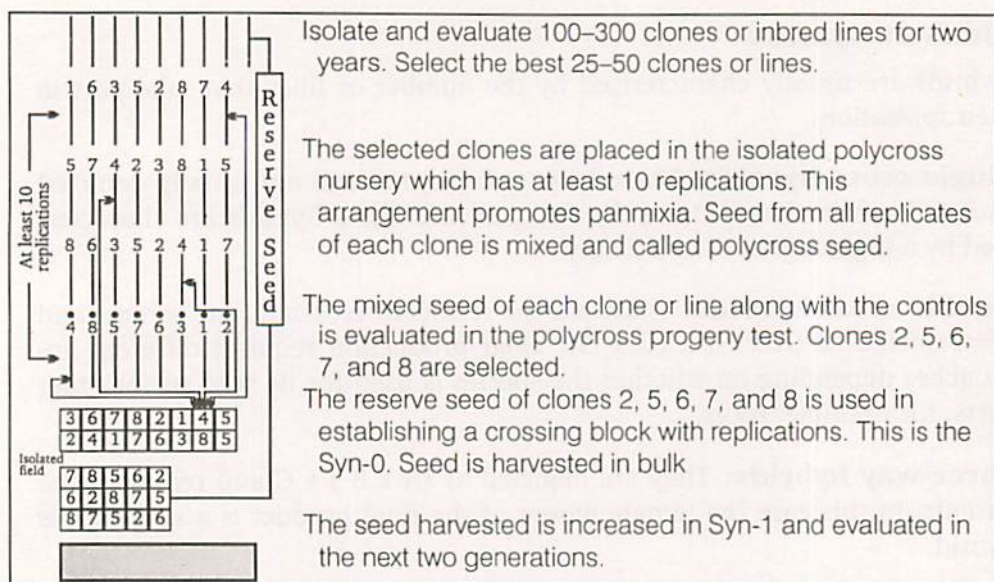 Isolate and evaluate 100–300 clones or inbred lines for two
years. Select the best 25–50 clones or lines.
The selected clones are placed in the isolated polycross
nursery which has at least 10 replications. This
arrangement promotes panmixia. Seed from all replicates
of each clone is mixed and called polycross seed.
The mixed seed of each clone or line along with the controls
is evaluated in the polycross progeny test. Clones 2, 5, 6,
7, and 8 are selected.
The reserve seed of clones 2, 5, 6, 7, and 8 is used in
establishing a crossing block with replications. This is the
Syn-0. Seed is harvested in bulk
The seed harvested is increased in Syn-1 and evaluated in
the next two generations.
Reserve Seed
At least 10
replications
1 6 3 5 2 8 7 4
5 7 4 2 3 8 1 5
8 6 3 5 2 4 1 7
4 8 5 7 6 3 1 2
3 6 7 8 2 1 4 5
2 4 1 7 6 3 8 5
Isolated
field
7 8 5 6 2
6 2 8 7 5
8 7 5 2 6